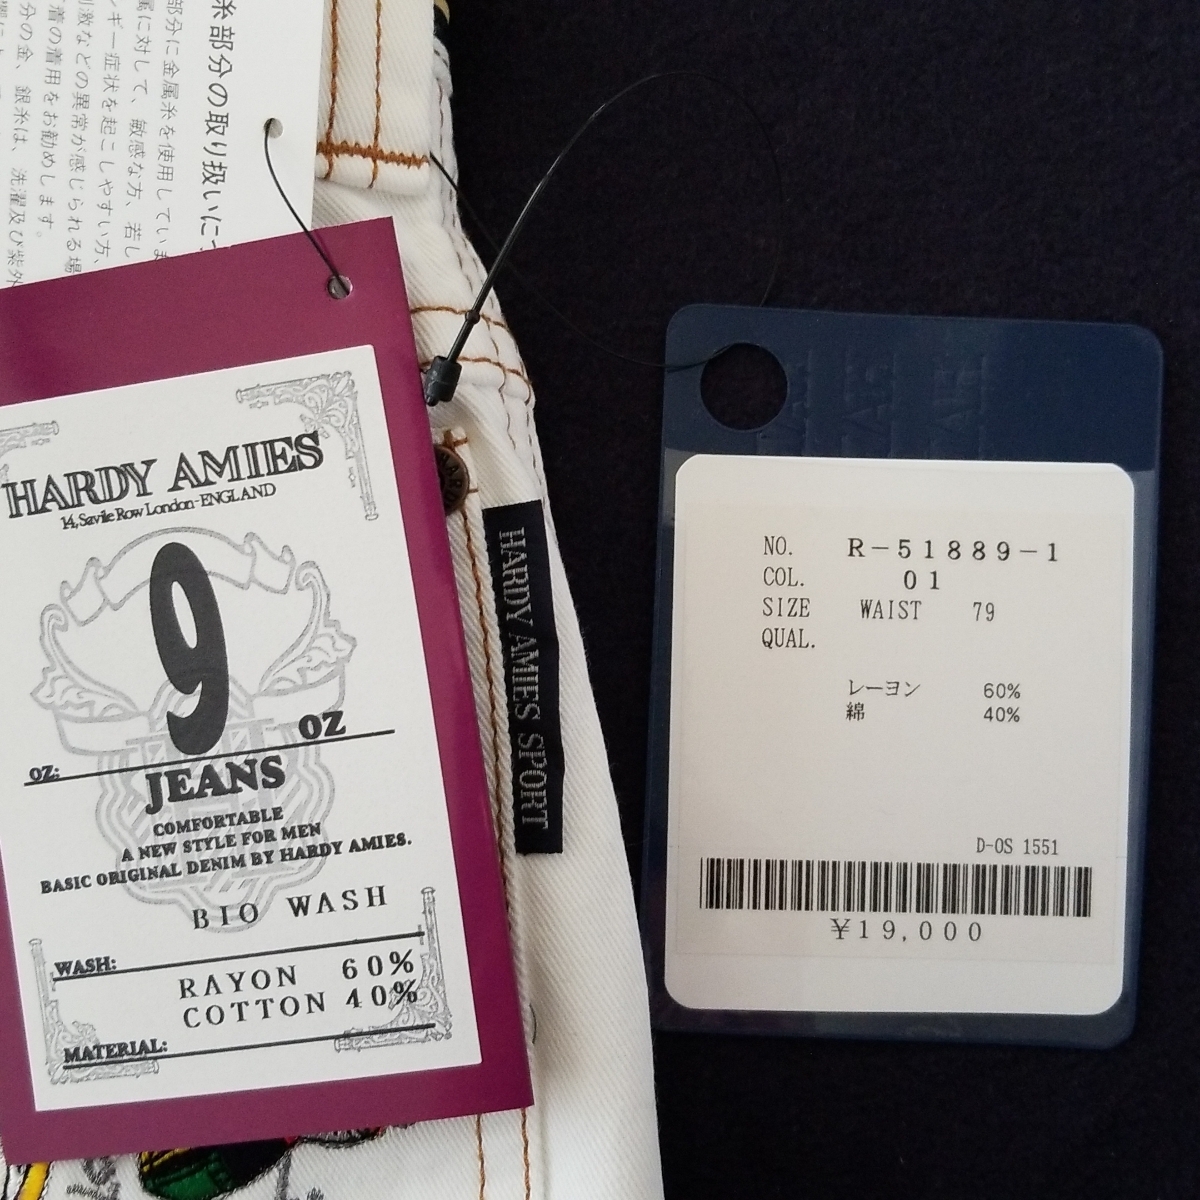 糸部分の取り扱いにつ
部分に金属糸を使用していま
属に対して、敏感な方、若し
ギー症状を起こしやすい方、
刺激などの異常が感じられる場
着の着用をお勧めします。
分の金、銀糸は、洗濯及び紫外
HARDY AMIES
14, Savile Row London-ENGLAND
9 OZ
OZ:
JEANS
COMFORTABLE
A NEW STYLE FOR MEN
BASIC ORIGINAL DENIM BY HARDY AMIES.
BIO WASH
WASH:
RAYON 60%
COTTON 40%
MATERIAL:
HARDY AMIES SPORT
NO. R-51889-1
COL. 01
SIZE WAIST 79
QUAL.
レーヨン 60%
綿 40%
D-OS 1551
¥19,000